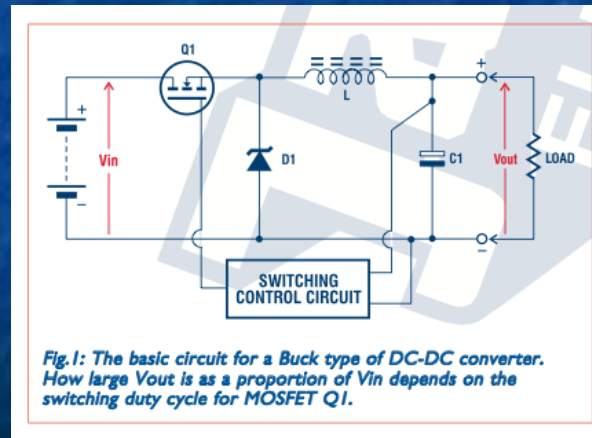 Q1
L
+
+
Vin
D1
C1
Vout
LOAD
−
−
SWITCHING
CONTROL CIRCUIT
Fig.1: The basic circuit for a Buck type of DC-DC converter.
How large Vout is as a proportion of Vin depends on the
switching duty cycle for MOSFET Q1.